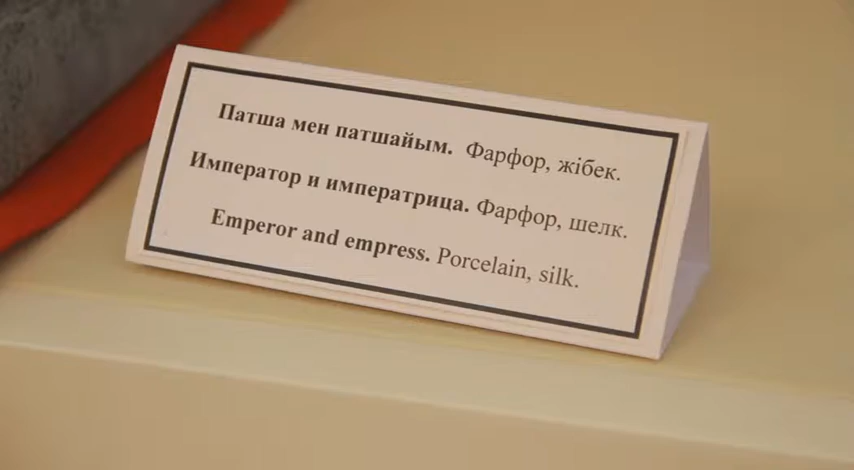 Патша мен патшайым. Фарфор, жібек.
Император и императрица. Фарфор, шелк.
Emperor and empress. Porcelain, silk.